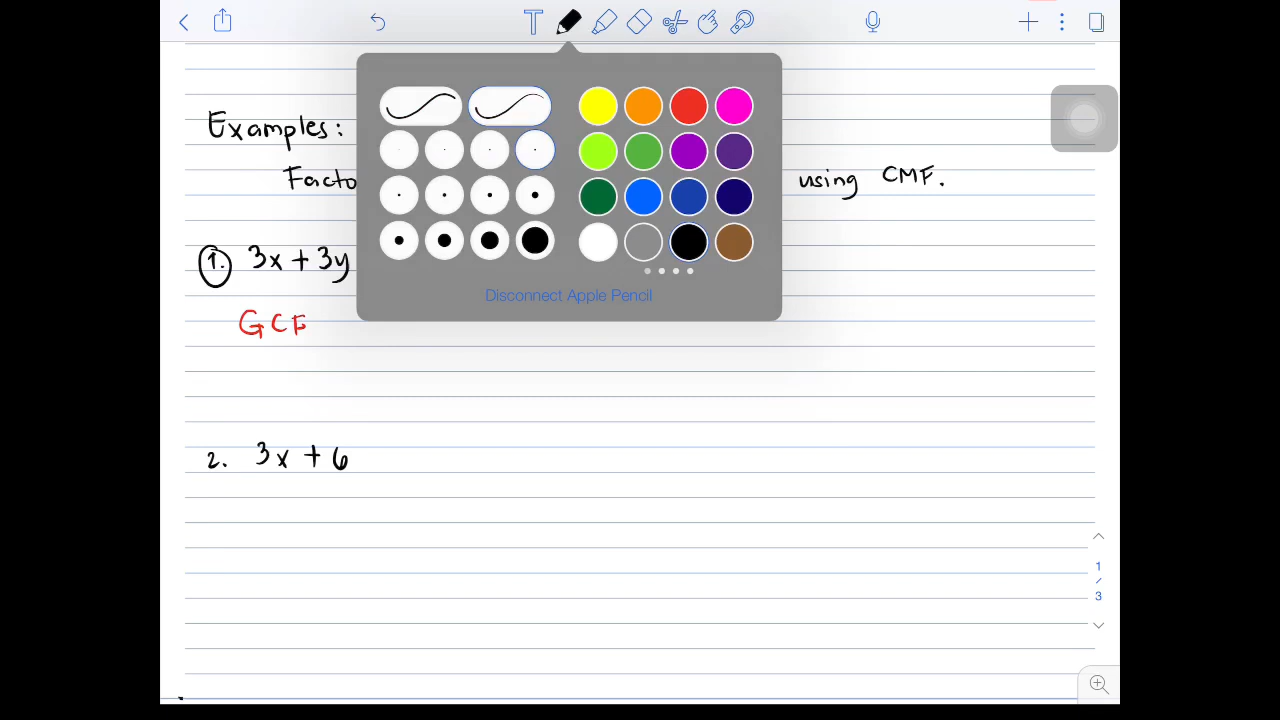 Examples:
Facto using CMF.
1. 3x + 3y
GCF
Disconnect Apple Pencil
2. 3x + 6
1
/
3